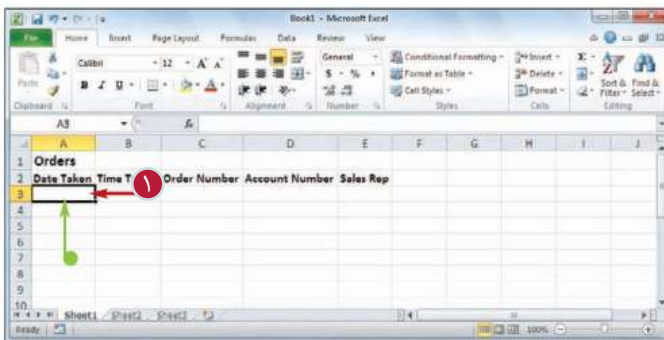 Book1 - Microsoft Excel
File Home Insert Page Layout Formulas Data Review View
Calibri 12 A A General Conditional Formatting Insert Σ
Paste B I U A $ % , Format as Table Delete Sort & Filter Find & Select
Cell Styles Format
Clipboard Font Alignment Number Styles Cells Editing
A3 fx
A B C D E F G H I J
1 Orders
2 Date Taken Time T Order Number Account Number Sales Rep
3 ١
4
5
6
7
8
9
10
Sheet1 Sheet2 Sheet3
Ready 100%